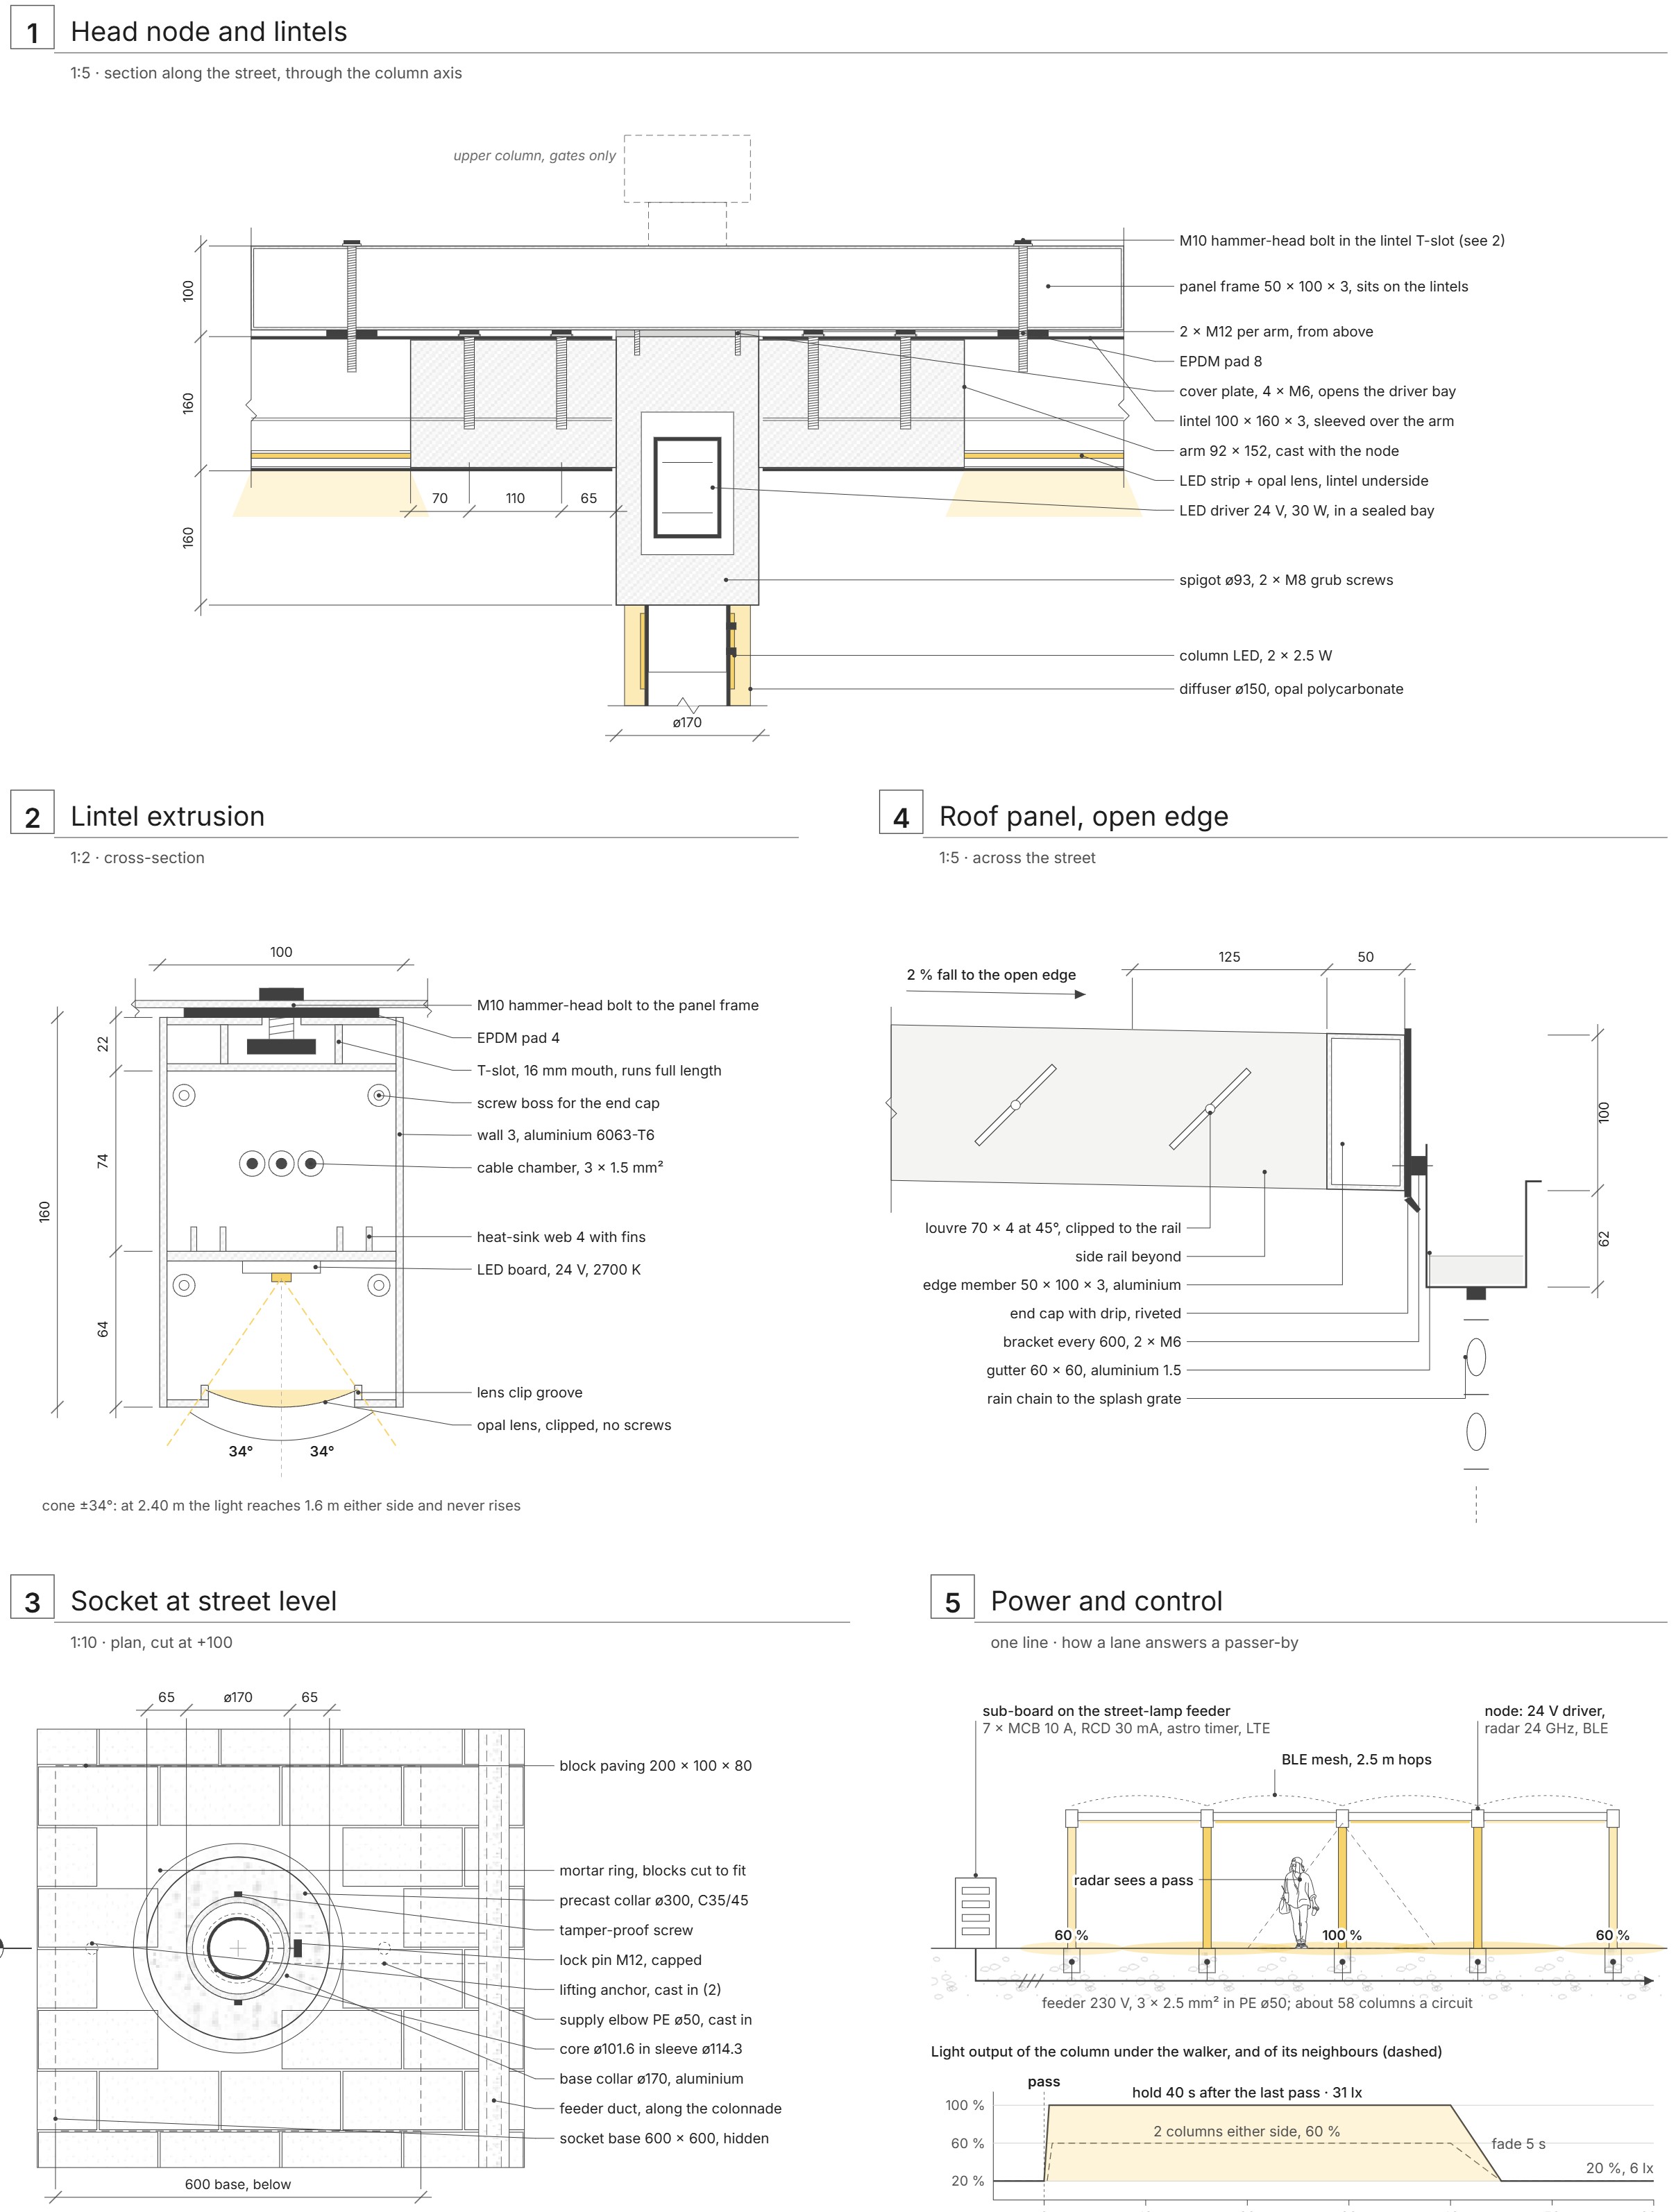 1
Head node and lintels
1:5 · section along the street, through the column axis
upper column, gates only
100
160
160
70
110
65
ø170
M10 hammer-head bolt in the lintel T-slot (see 2)
panel frame 50 × 100 × 3, sits on the lintels
2 × M12 per arm, from above
EPDM pad 8
cover plate, 4 × M6, opens the driver bay
lintel 100 × 160 × 3, sleeved over the arm
arm 92 × 152, cast with the node
LED strip + opal lens, lintel underside
LED driver 24 V, 30 W, in a sealed bay
spigot ø93, 2 × M8 grub screws
column LED, 2 × 2.5 W
diffuser ø150, opal polycarbonate
2
Lintel extrusion
1:2 · cross-section
100
22
74
160
64
M10 hammer-head bolt to the panel frame
EPDM pad 4
T-slot, 16 mm mouth, runs full length
screw boss for the end cap
wall 3, aluminium 6063-T6
cable chamber, 3 × 1.5 mm²
heat-sink web 4 with fins
LED board, 24 V, 2700 K
lens clip groove
opal lens, clipped, no screws
34°
34°
cone ±34°: at 2.40 m the light reaches 1.6 m either side and never rises
4
Roof panel, open edge
1:5 · across the street
2 % fall to the open edge
125
50
100
62
louvre 70 × 4 at 45°, clipped to the rail
side rail beyond
edge member 50 × 100 × 3, aluminium
end cap with drip, riveted
bracket every 600, 2 × M6
gutter 60 × 60, aluminium 1.5
rain chain to the splash grate
3
Socket at street level
1:10 · plan, cut at +100
65
ø170
65
block paving 200 × 100 × 80
mortar ring, blocks cut to fit
precast collar ø300, C35/45
tamper-proof screw
lock pin M12, capped
lifting anchor, cast in (2)
supply elbow PE ø50, cast in
core ø101.6 in sleeve ø114.3
base collar ø170, aluminium
feeder duct, along the colonnade
socket base 600 × 600, hidden
600 base, below
5
Power and control
one line · how a lane answers a passer-by
sub-board on the street-lamp feeder
7 × MCB 10 A, RCD 30 mA, astro timer, LTE
node: 24 V driver,
radar 24 GHz, BLE
BLE mesh, 2.5 m hops
radar sees a pass
60 %
100 %
60 %
feeder 230 V, 3 × 2.5 mm² in PE ø50; about 58 columns a circuit
Light output of the column under the walker, and of its neighbours (dashed)
pass
hold 40 s after the last pass · 31 lx
100 %
2 columns either side, 60 %
60 %
fade 5 s
20 %, 6 lx
20 %